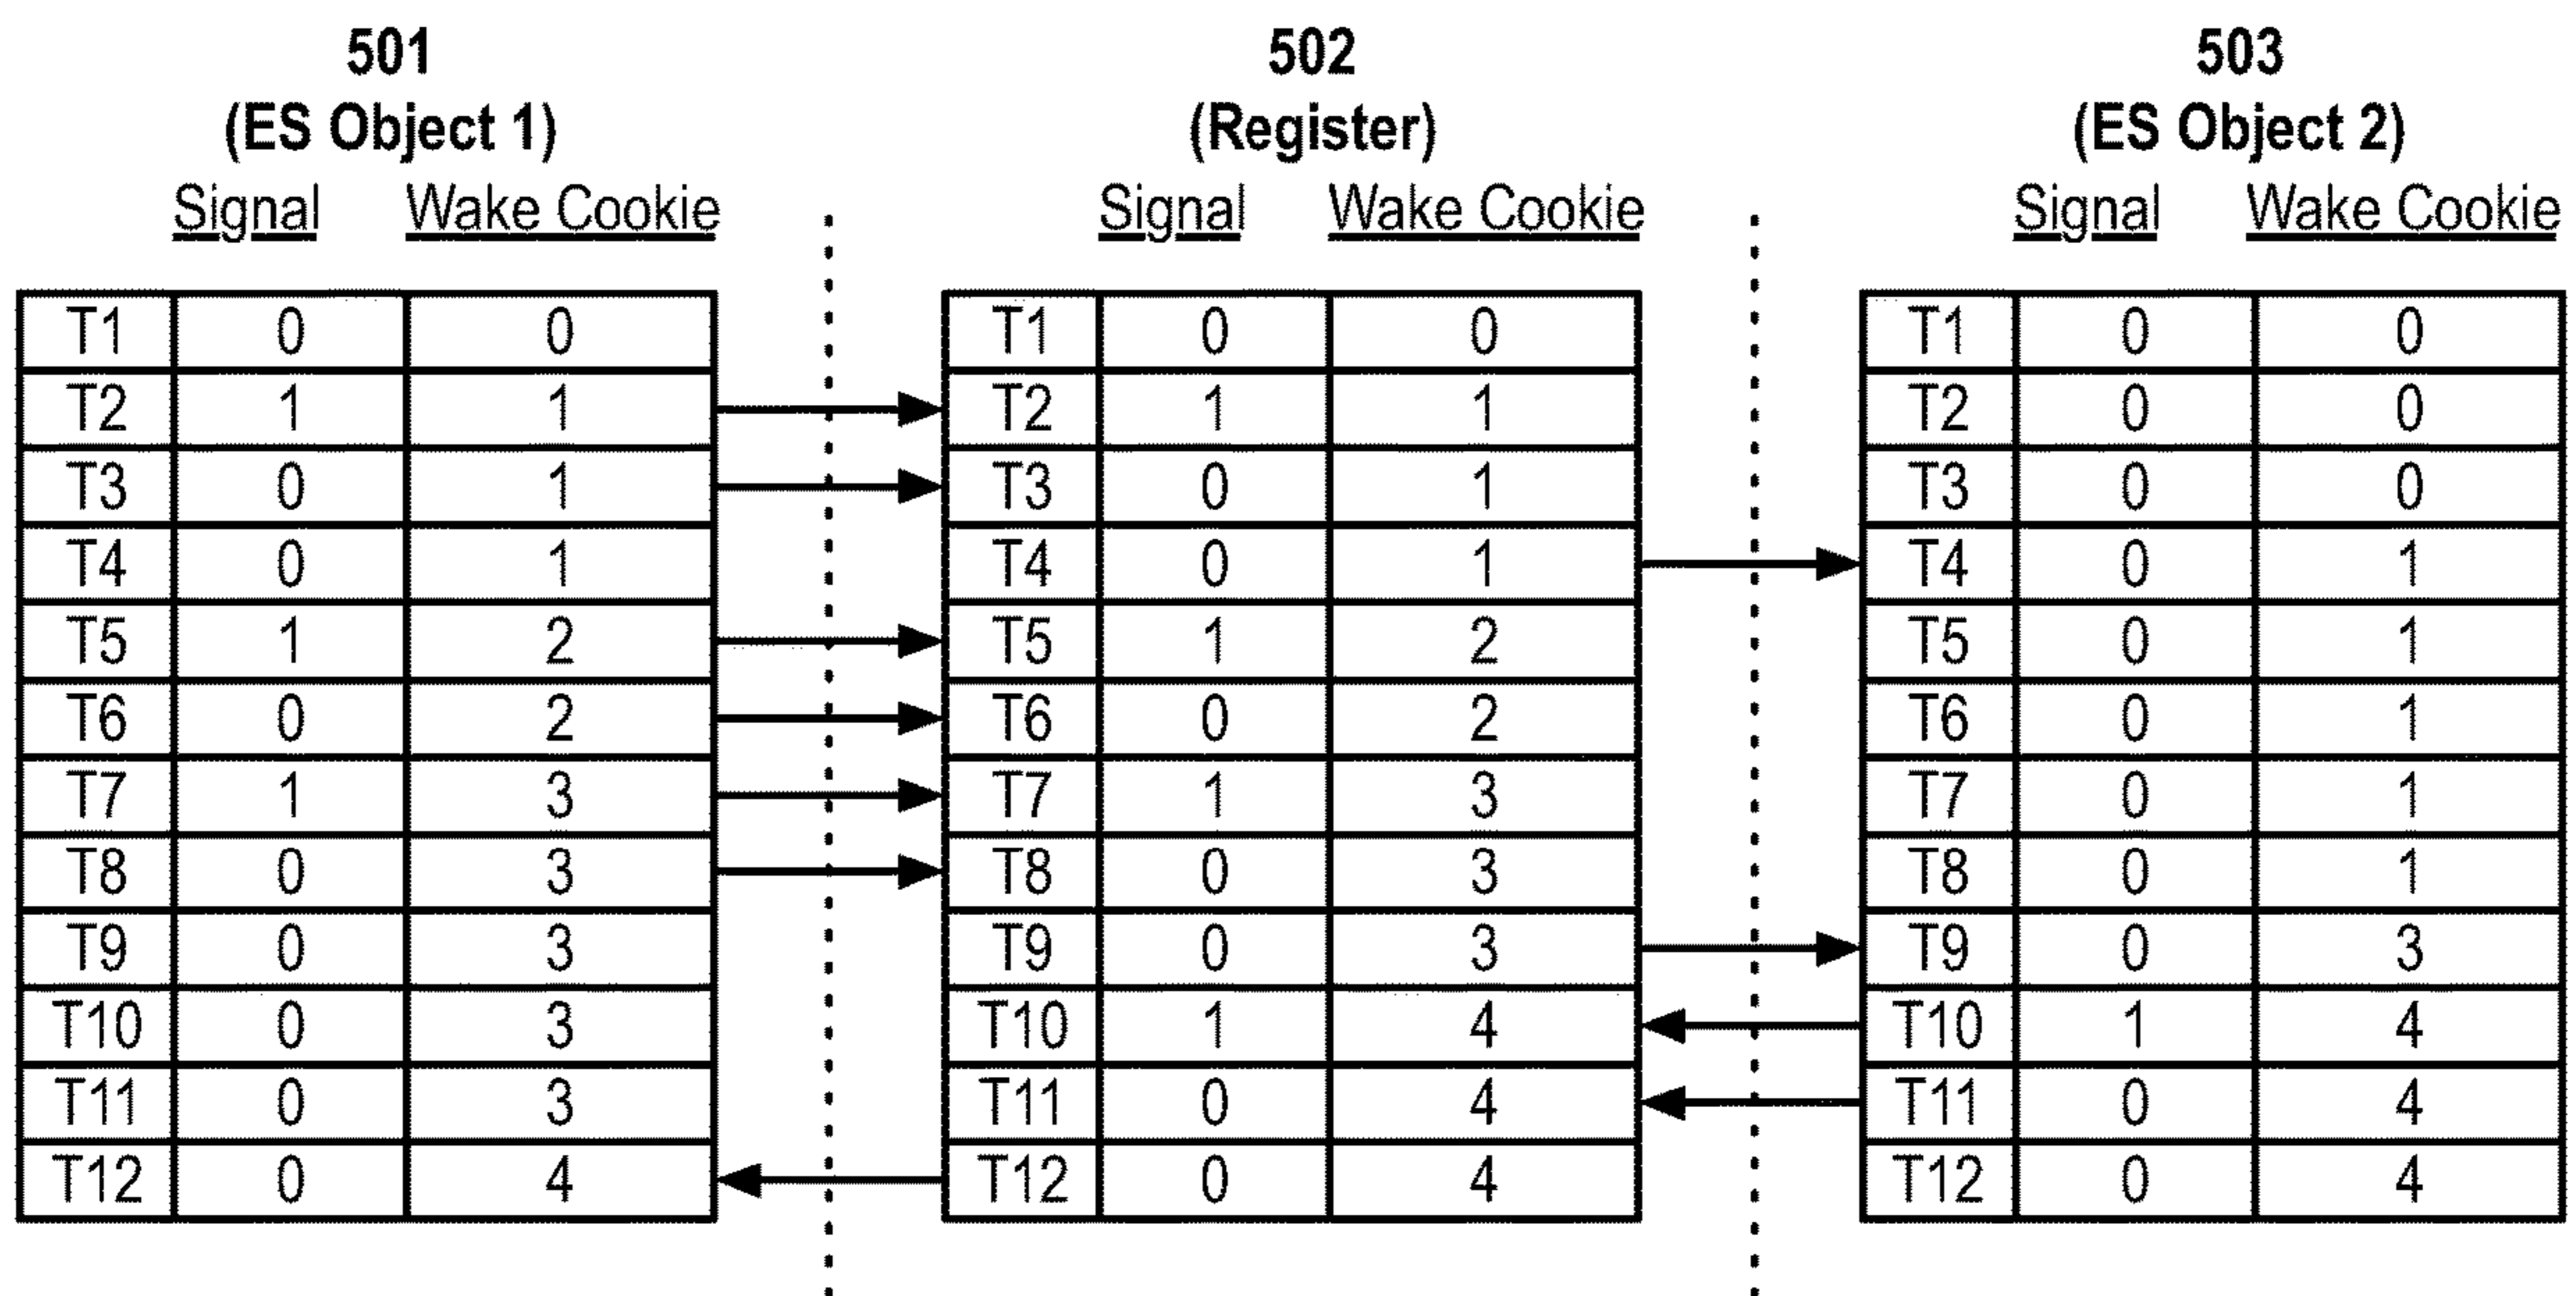 501 502 503
(ES Object 1) (Register) (ES Object 2)
Signal Wake Cookie Signal Wake Cookie Signal Wake Cookie
T1 0 0 T1 0 0 T1 0 0
T2 1 1 T2 1 1 T2 0 0
T3 0 1 T3 0 1 T3 0 0
T4 0 1 T4 0 1 T4 0 1
T5 1 2 T5 1 2 T5 0 1
T6 0 2 T6 0 2 T6 0 1
T7 1 3 T7 1 3 T7 0 1
T8 0 3 T8 0 3 T8 0 1
T9 0 3 T9 0 3 T9 0 3
T10 0 3 T10 1 4 T10 1 4
T11 0 3 T11 0 4 T11 0 4
T12 0 4 T12 0 4 T12 0 4